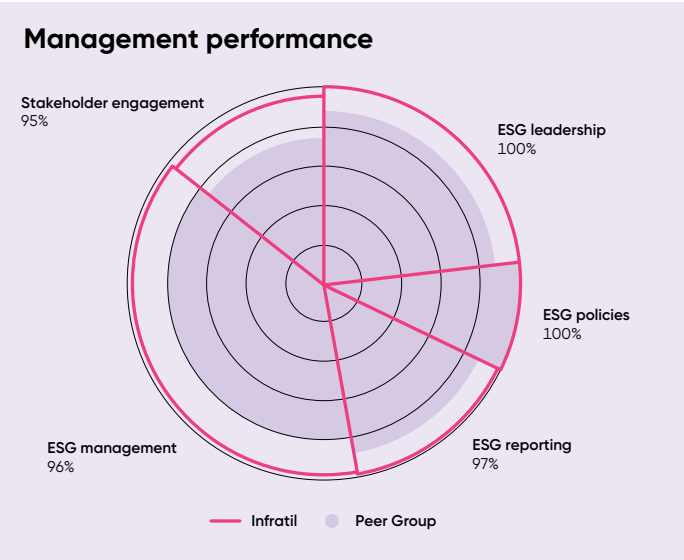 Management performance
Stakeholder engagement
95%
ESG leadership
100%
ESG policies
100%
ESG reporting
97%
ESG management
96%
Infratil
Peer Group